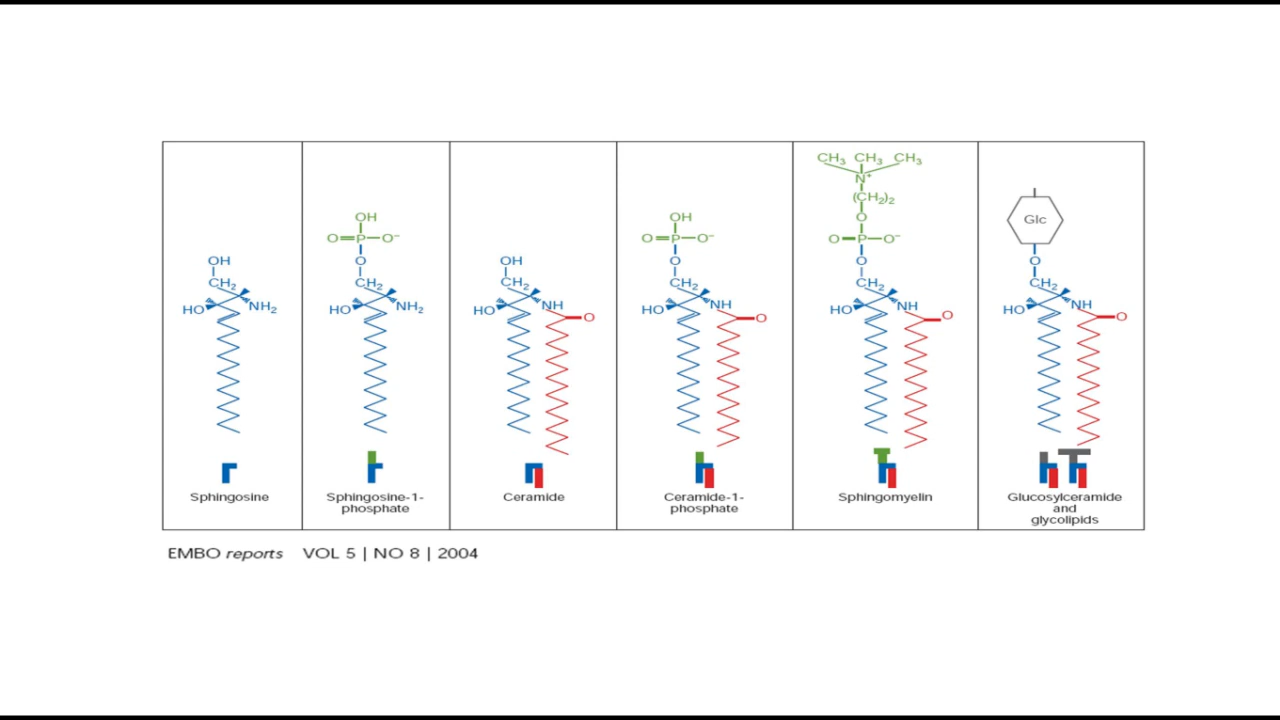 OH
CH2
HO
NH2
Sphingosine
OH
O=P—O−
O
CH2
HO
NH2
Sphingosine-1-
phosphate
OH
CH2
HO
NH
O
Ceramide
OH
O=P—O−
O
CH2
HO
NH
O
Ceramide-1-
phosphate
CH3 CH3 CH3
N+
(CH2)2
O
O=P—O−
O
CH2
HO
NH
O
Sphingomyelin
Glc
O
CH2
HO
NH
O
Glucosylceramide
and
glycolipids
EMBO reports VOL 5 | NO 8 | 2004